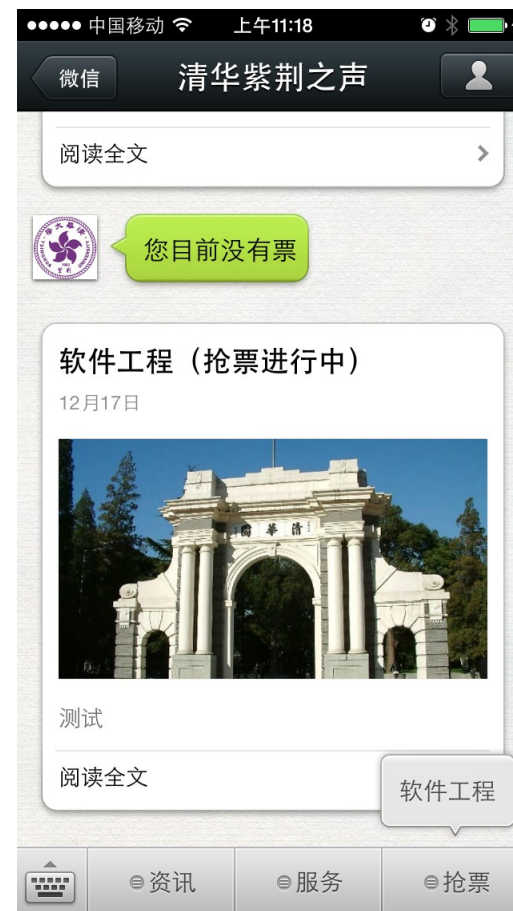 中国移动 上午11:18
微信 清华紫荆之声
阅读全文
您目前没有票
软件工程（抢票进行中）
12月17日
園華清
测试
阅读全文
软件工程
资讯 服务 抢票